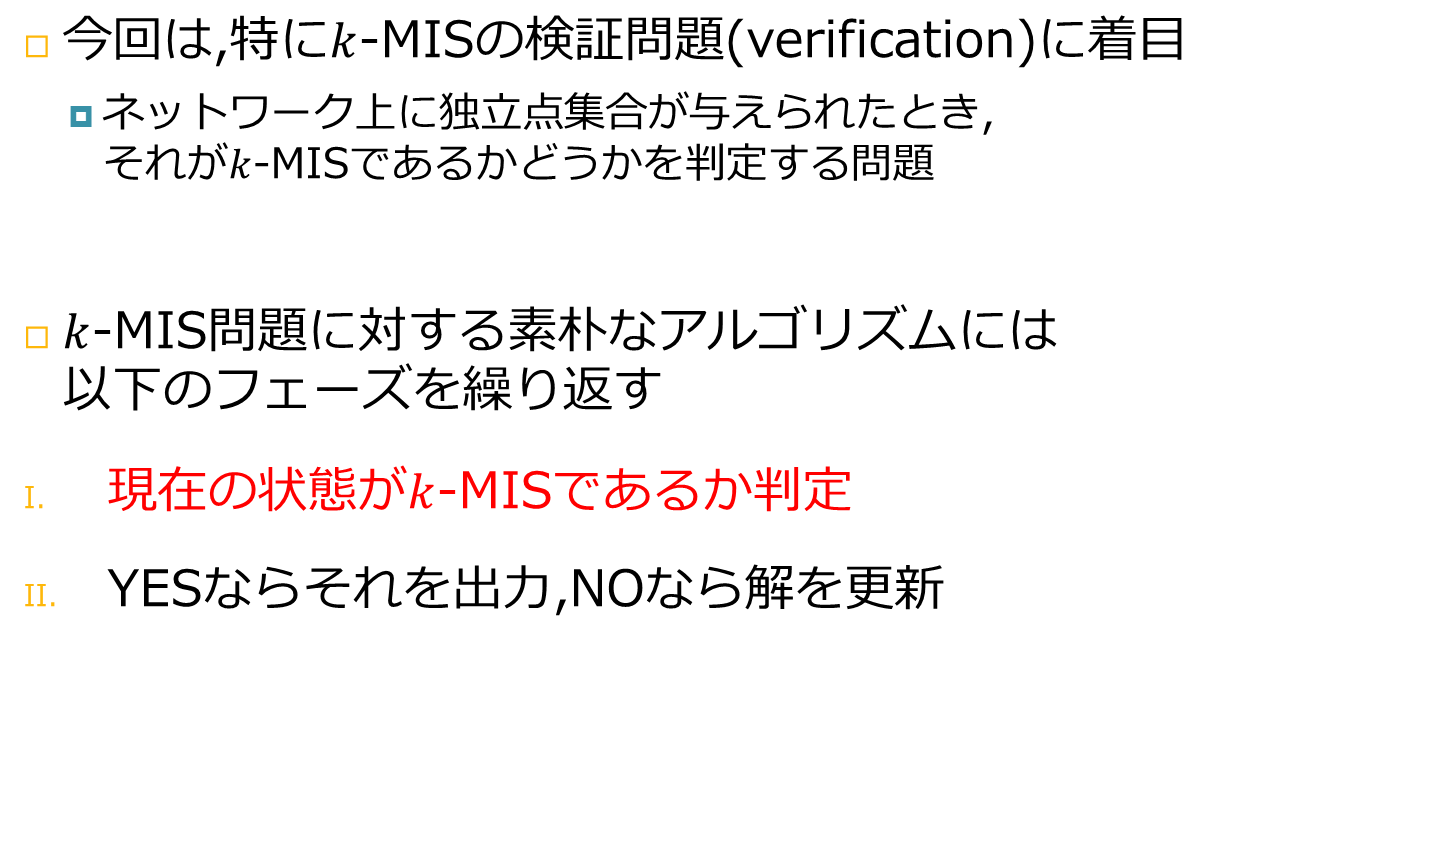 今回は,特にk-MISの検証問題(verification)に着目
ネットワーク上に独立点集合が与えられたとき,
それがk-MISであるかどうかを判定する問題
k-MIS問題に対する素朴なアルゴリズムには
以下のフェーズを繰り返す
I. 現在の状態がk-MISであるか判定
II. YESならそれを出力,NOなら解を更新